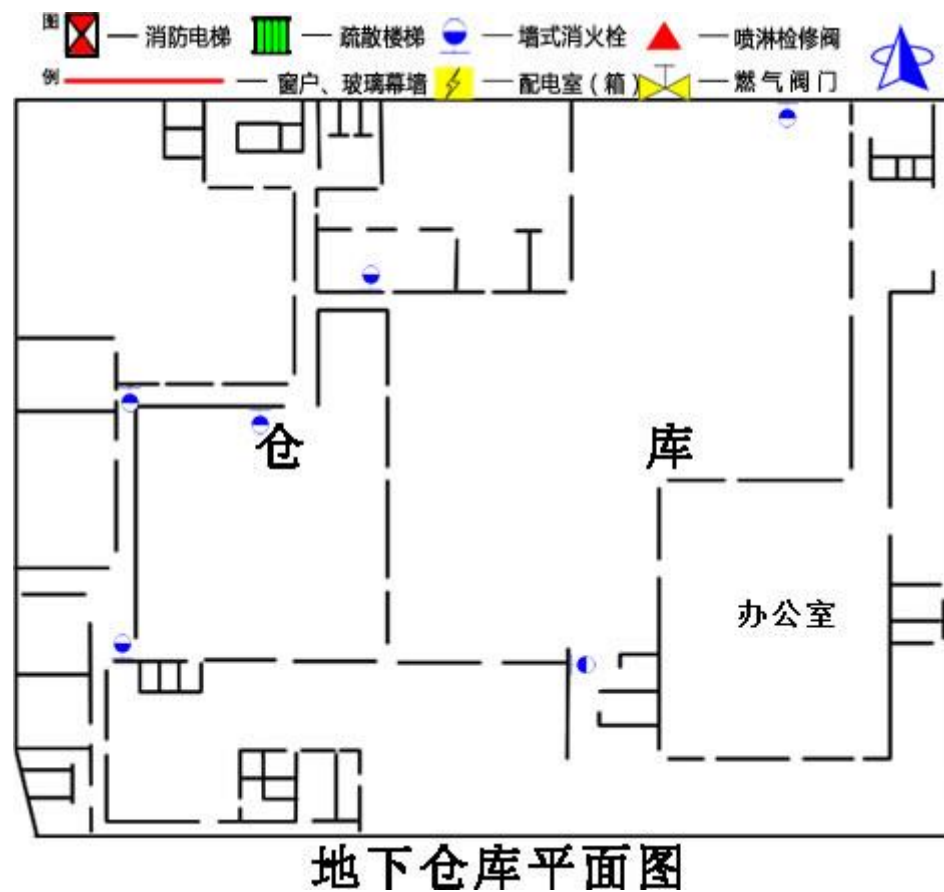 图 — 消防电梯 — 疏散楼梯 — 墙式消火栓 — 喷淋检修阀
例 — 窗户、玻璃幕墙 — 配电室（箱） — 燃气阀门
仓 库
办公室
地下仓库平面图